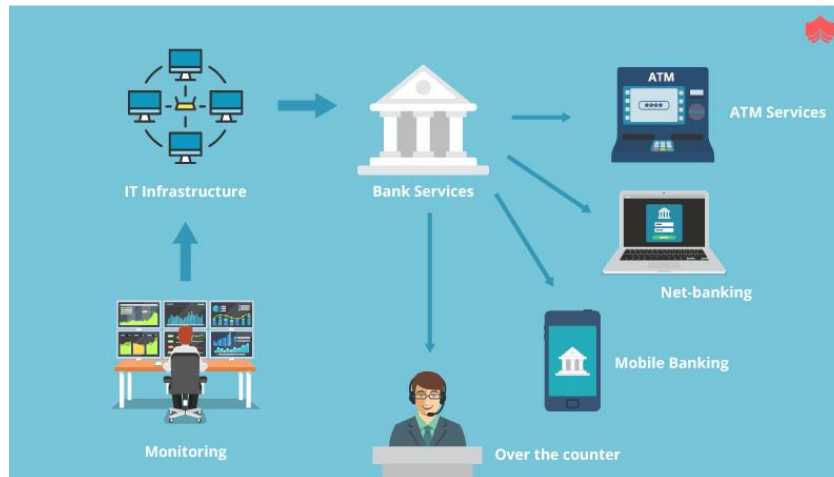 ATM
****
ATM Services
IT Infrastructure
Bank Services
Net-banking
Mobile Banking
Monitoring
Over the counter